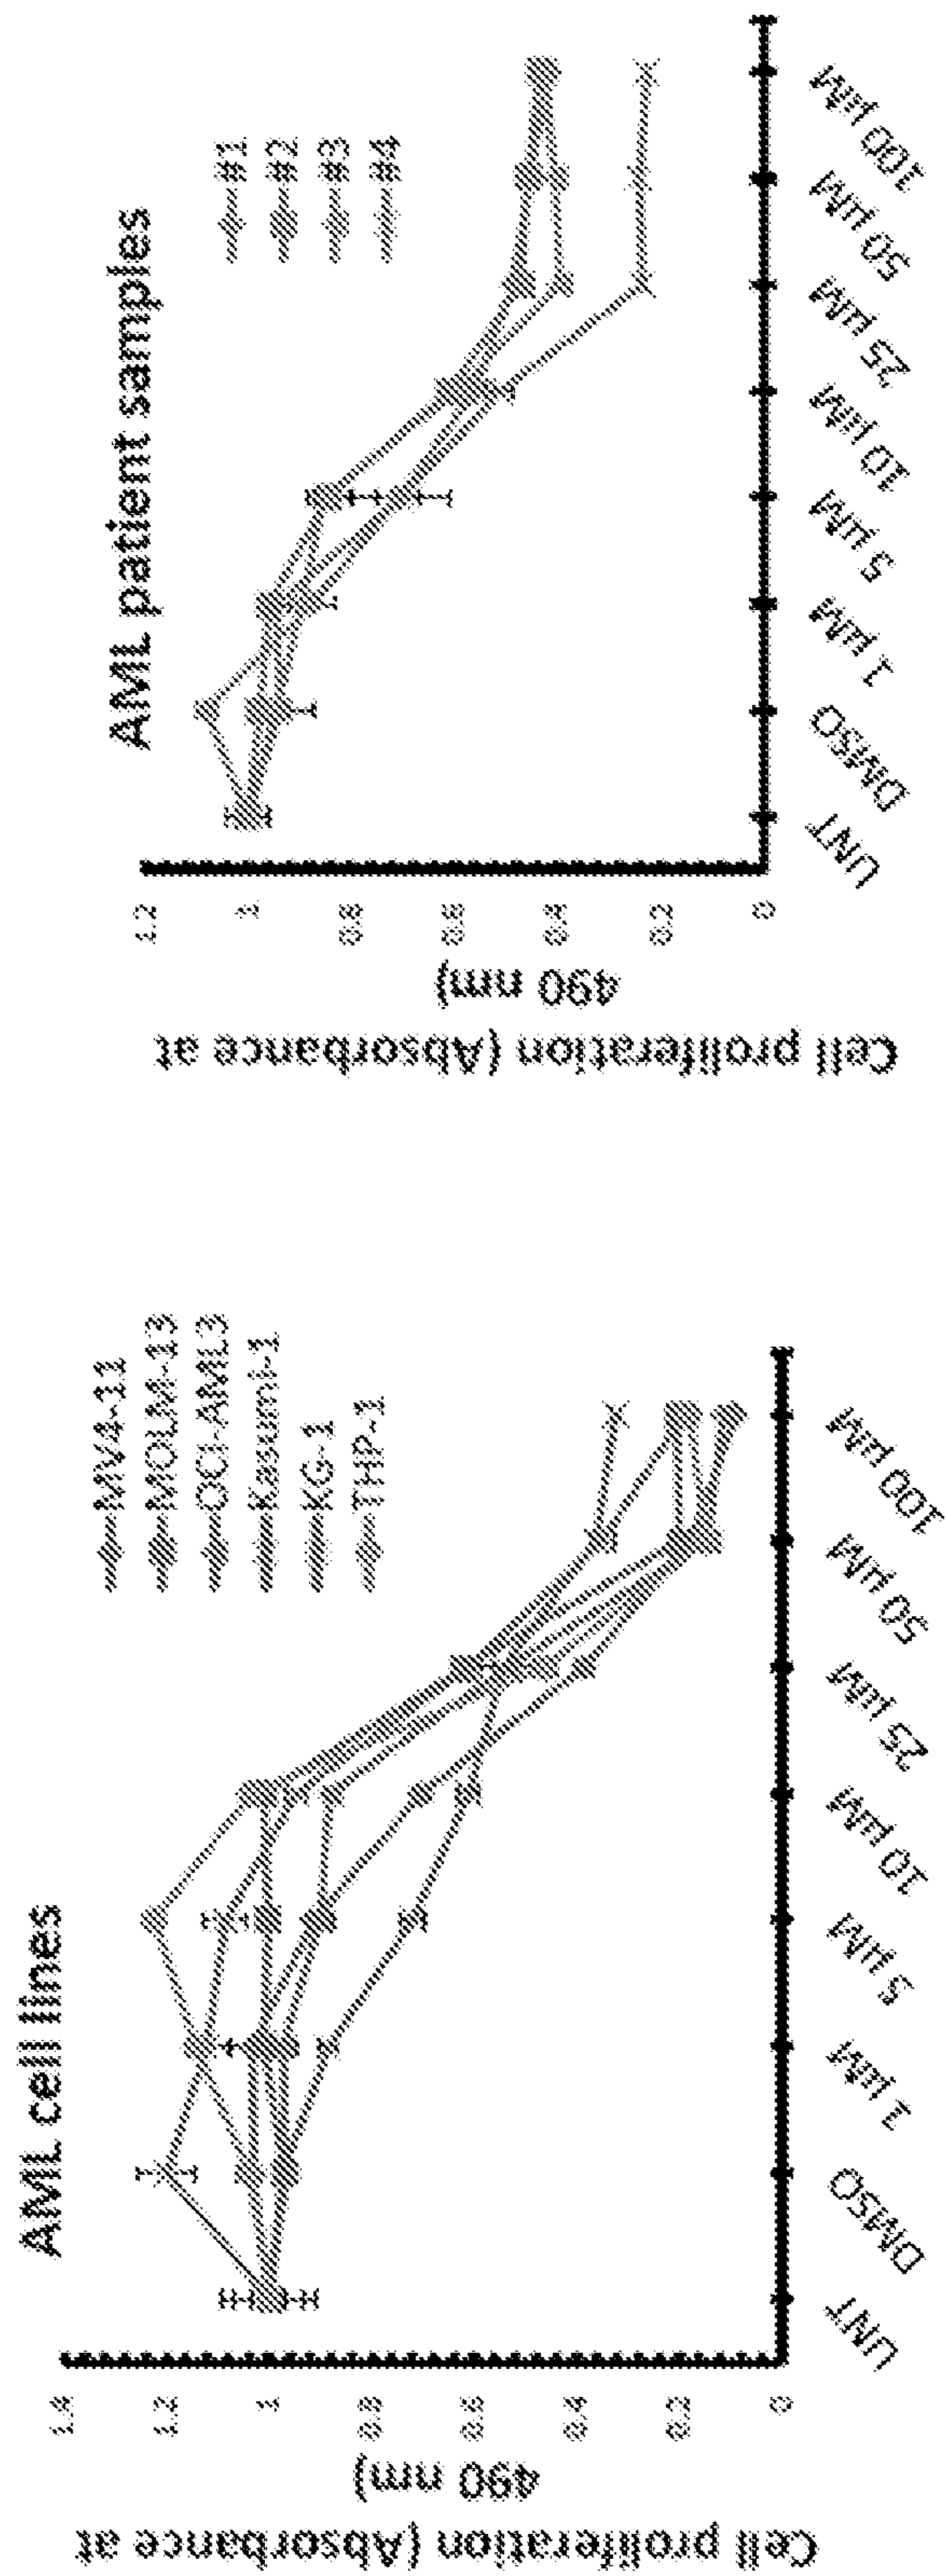 AML cell lines
Cell proliferation (Absorbance at
490 nm)
1.4
1.2
1
0.8
0.6
0.4
0.2
0
UNT
DMSO
1 µM
5 µM
10 µM
25 µM
50 µM
100 µM
MV4-11
MOLM-13
OCI-AML3
Kasumi-1
KG-1
THP-1
AML patient samples
Cell proliferation (Absorbance at
490 nm)
1.2
1
0.8
0.6
0.4
0.2
0
UNT
DMSO
1 µM
5 µM
10 µM
25 µM
50 µM
100 µM
#1
#2
#3
#4